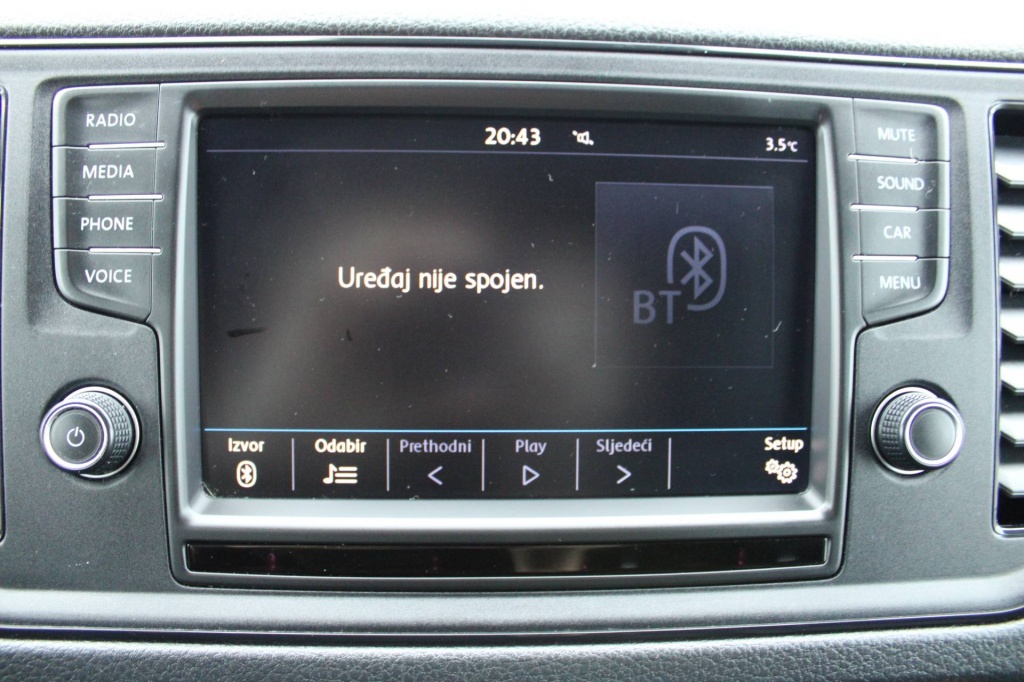 RADIO
MEDIA
PHONE
VOICE
20:43
3.5°C
Uređaj nije spojen.
BT
Izvor
Odabir
Prethodni
Play
Sljedeći
Setup
MUTE
SOUND
CAR
MENU